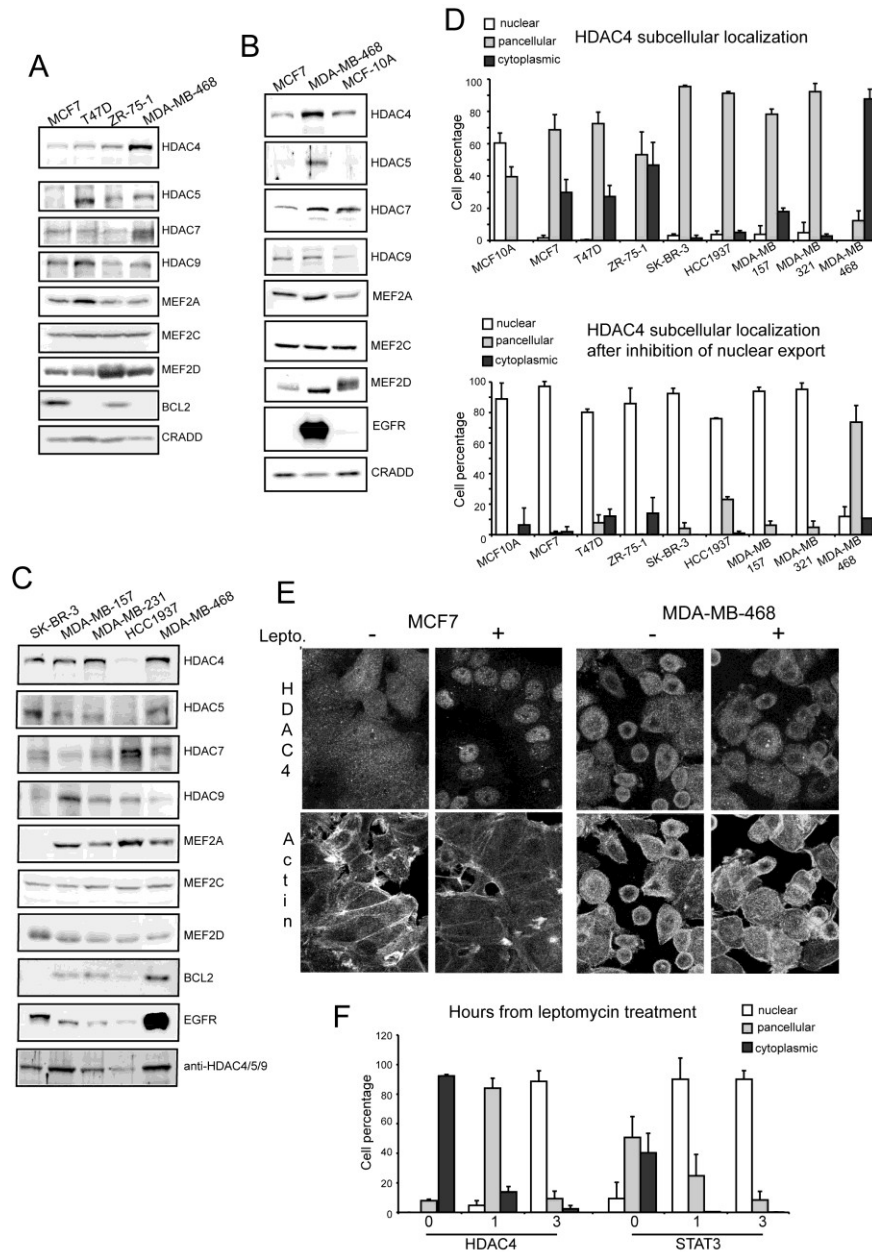 A
MCF7 T47D ZR-75-1 MDA-MB-468
HDAC4
HDAC5
HDAC7
HDAC9
MEF2A
MEF2C
MEF2D
BCL2
CRADD
B
MCF7 MDA-MB-468 MCF-10A
HDAC4
HDAC5
HDAC7
HDAC9
MEF2A
MEF2C
MEF2D
EGFR
CRADD
C
SK-BR-3 MDA-MB-157 MDA-MB-231 HCC1937 MDA-MB-468
HDAC4
HDAC5
HDAC7
HDAC9
MEF2A
MEF2C
MEF2D
BCL2
EGFR
anti-HDAC4/5/9
D
nuclear
pancellular
cytoplasmic
HDAC4 subcellular localization
Cell percentage
100
80
60
40
20
0
MCF10A MCF7 T47D ZR-75-1 SK-BR-3 HCC1937 MDA-MB 157 MDA-MB 321 MDA-MB 468
nuclear
pancellular
cytoplasmic
HDAC4 subcellular localization
after inhibition of nuclear export
Cell percentage
100
80
60
40
20
0
MCF10A MCF7 T47D ZR-75-1 SK-BR-3 HCC1937 MDA-MB 157 MDA-MB 321 MDA-MB 468
E
MCF7 MDA-MB-468
Lepto. - + - +
HDAC4
Actin
F
Hours from leptomycin treatment
nuclear
pancellular
cytoplasmic
Cell percentage
120
100
80
60
40
20
0
0 1 3 0 1 3
HDAC4 STAT3